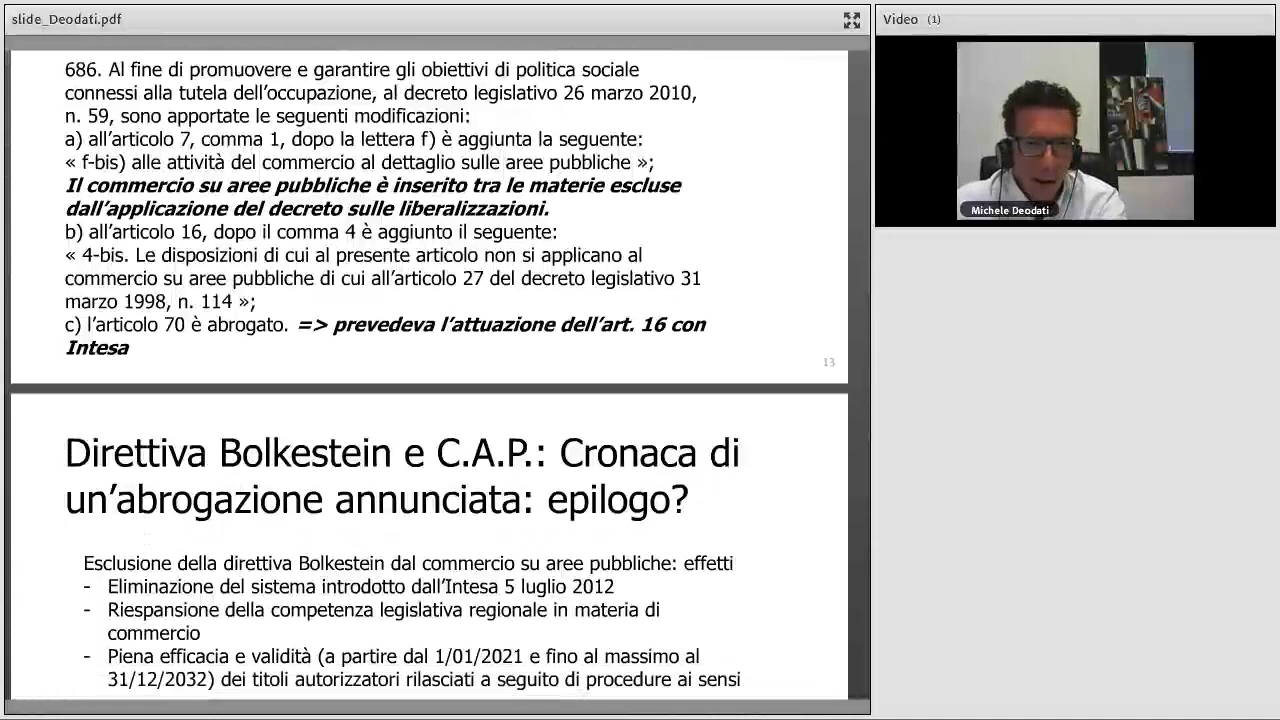 slide_Deodati.pdf
686. Al fine di promuovere e garantire gli obiettivi di politica sociale
connessi alla tutela dell’occupazione, al decreto legislativo 26 marzo 2010,
n. 59, sono apportate le seguenti modificazioni:
a) all’articolo 7, comma 1, dopo la lettera f) è aggiunta la seguente:
« f-bis) alle attività del commercio al dettaglio sulle aree pubbliche »;
Il commercio su aree pubbliche è inserito tra le materie escluse
dall’applicazione del decreto sulle liberalizzazioni.
b) all’articolo 16, dopo il comma 4 è aggiunto il seguente:
« 4-bis. Le disposizioni di cui al presente articolo non si applicano al
commercio su aree pubbliche di cui all’articolo 27 del decreto legislativo 31
marzo 1998, n. 114 »;
c) l’articolo 70 è abrogato. => prevedeva l’attuazione dell’art. 16 con
Intesa
13
Direttiva Bolkestein e C.A.P.: Cronaca di
un’abrogazione annunciata: epilogo?
Esclusione della direttiva Bolkestein dal commercio su aree pubbliche: effetti
- Eliminazione del sistema introdotto dall’Intesa 5 luglio 2012
- Riespansione della competenza legislativa regionale in materia di
commercio
- Piena efficacia e validità (a partire dal 1/01/2021 e fino al massimo al
31/12/2032) dei titoli autorizzatori rilasciati a seguito di procedure ai sensi
Video (1)
Michele Deodati